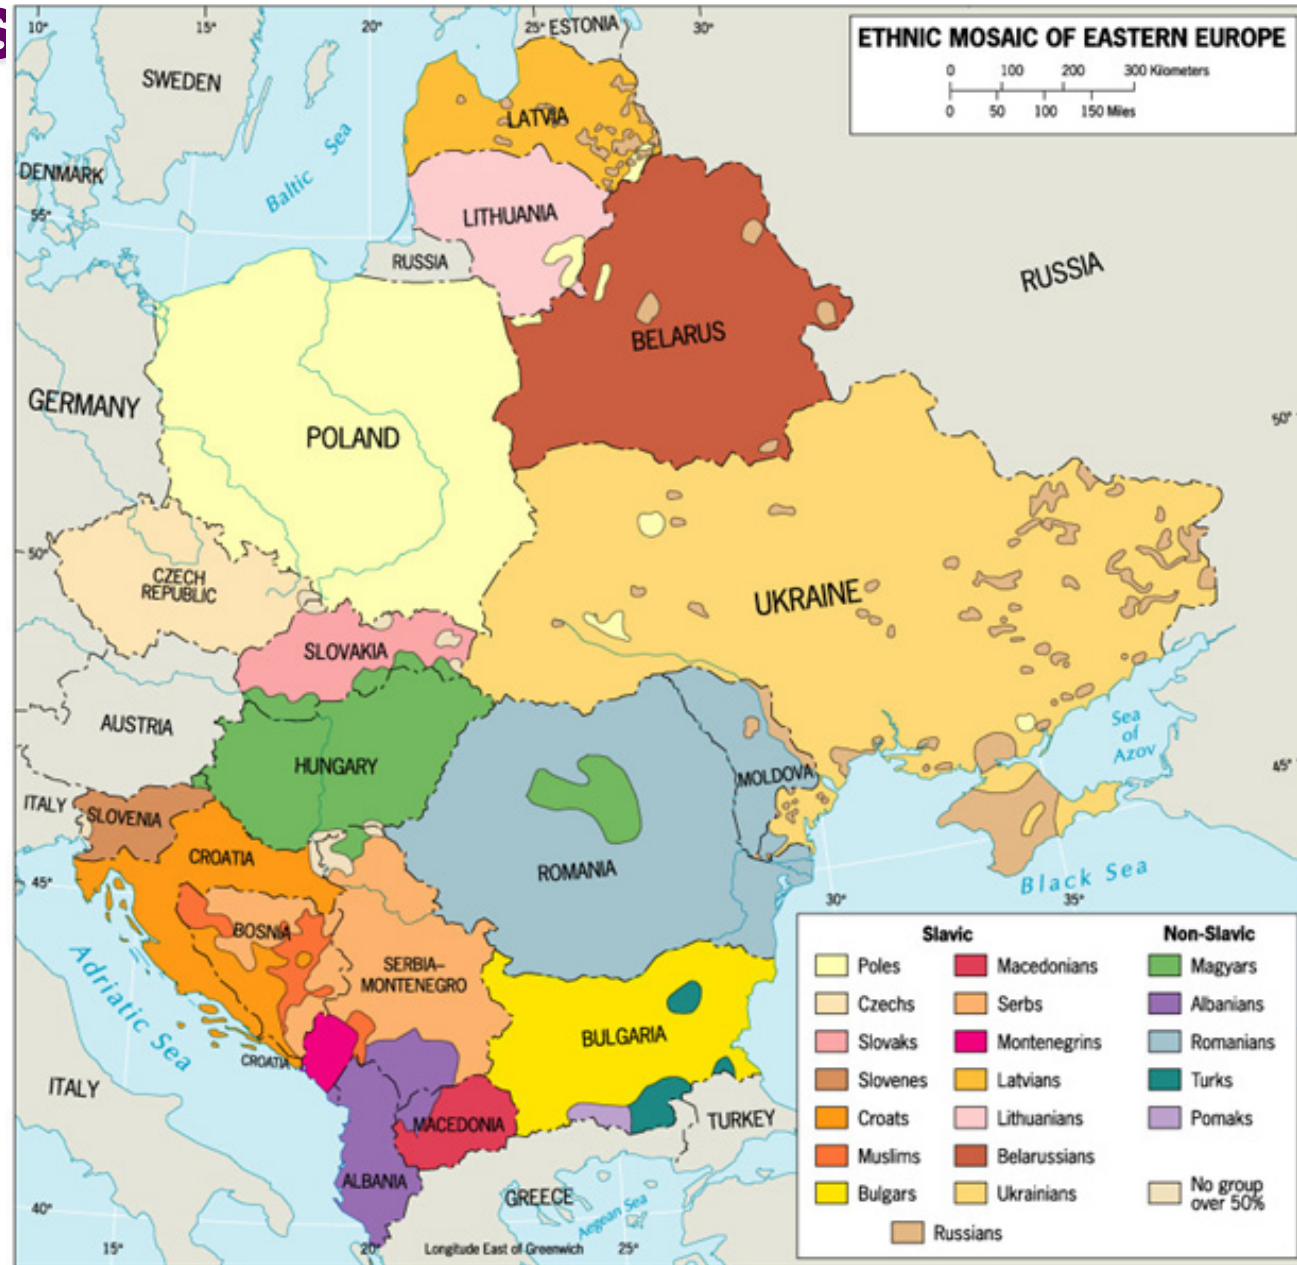 10°
15°
20°
25°
ESTONIA
30°
ETHNIC MOSAIC OF EASTERN EUROPE
0 100 200 300 Kilometers
0 50 100 150 Miles
SWEDEN
LATVIA
Baltic Sea
DENMARK
55°
LITHUANIA
RUSSIA
RUSSIA
BELARUS
GERMANY
POLAND
50°
50°
CZECH
REPUBLIC
UKRAINE
SLOVAKIA
AUSTRIA
Sea
of
Azov
HUNGARY
MOLDOVA
45°
ITALY
SLOVENIA
CROATIA
ROMANIA
45°
Black Sea
30°
35°
BOSNIA
Adriatic Sea
SERBIA–
MONTENEGRO
BULGARIA
CROATIA
ITALY
MACEDONIA
TURKEY
ALBANIA
GREECE
Aegean Sea
40°
15°
20°
Longitude East of Greenwich
25°
Slavic
Non-Slavic
Poles
Macedonians
Magyars
Czechs
Serbs
Albanians
Slovaks
Montenegrins
Romanians
Slovenes
Latvians
Turks
Croats
Lithuanians
Pomaks
Muslims
Belarussians
Bulgars
Ukrainians
No group
over 50%
Russians